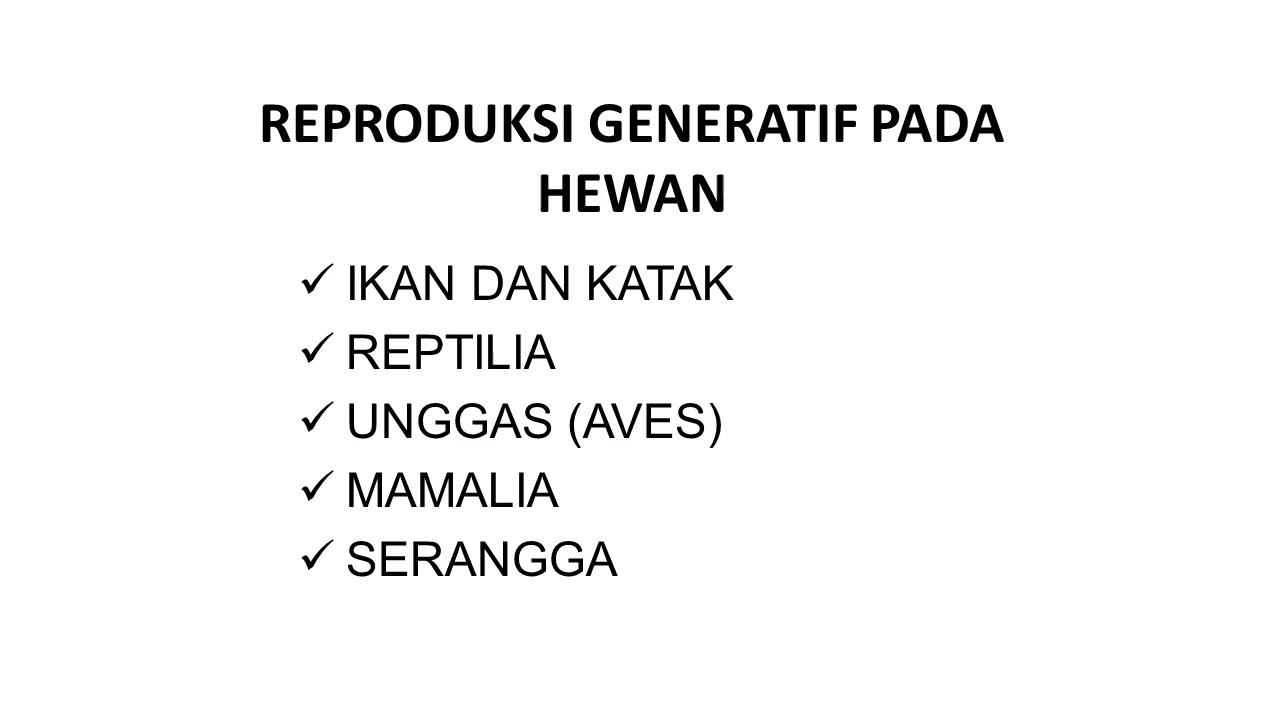 REPRODUKSI GENERATIF PADA
HEWAN
✓ IKAN DAN KATAK
✓ REPTILIA
✓ UNGGAS (AVES)
✓ MAMALIA
✓ SERANGGA